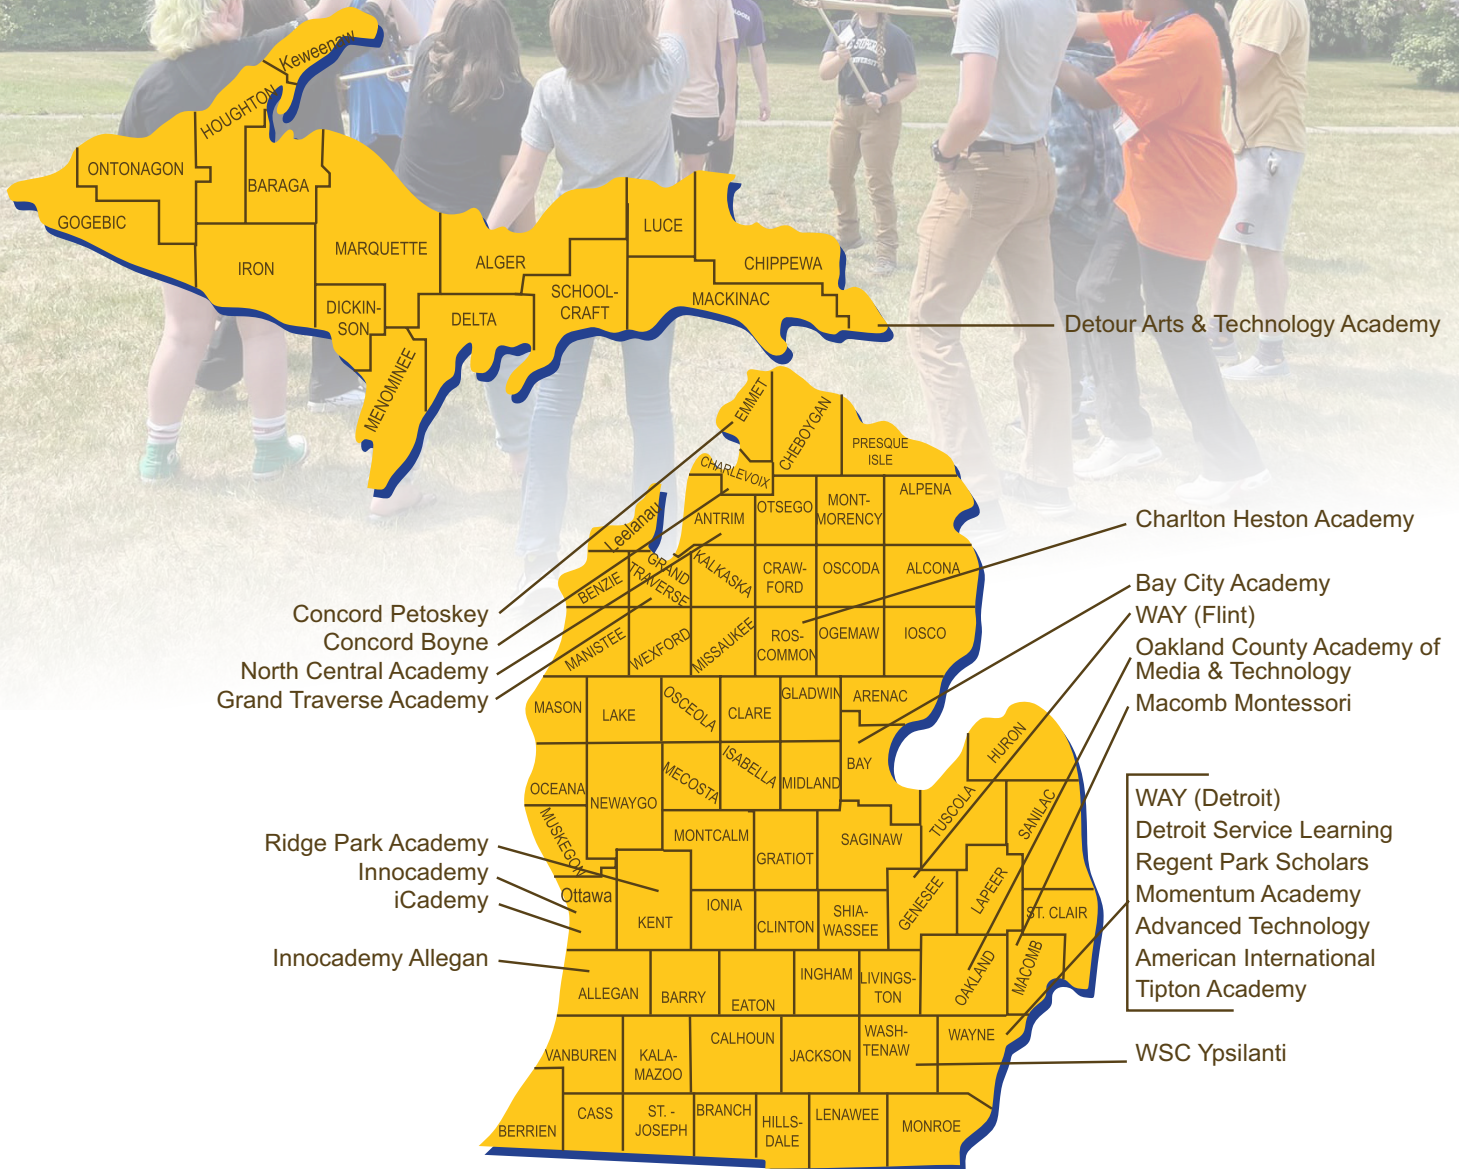 Keweenaw
HOUGHTON
ONTONAGON
BARAGA
GOGEBIC
IRON
MARQUETTE
ALGER
LUCE
CHIPPEWA
DICKIN-
SON
DELTA
SCHOOL-
CRAFT
MACKINAC
MENOMINEE
Detour Arts & Technology Academy
EMMET
CHEBOYGAN
PRESQUE
ISLE
CHARLEVOIX
Leelanau
ANTRIM
OTSEGO
MONT-
MORENCY
ALPENA
BENZIE
GRAND
TRAVERSE
KALKASKA
CRAW-
FORD
OSCODA
ALCONA
MANISTEE
WEXFORD
MISSAUKEE
ROS-
COMMON
OGEMAW
IOSCO
Concord Petoskey
Concord Boyne
North Central Academy
Grand Traverse Academy
Charlton Heston Academy
Bay City Academy
WAY (Flint)
Oakland County Academy of
Media & Technology
Macomb Montessori
MASON
LAKE
OSCEOLA
CLARE
GLADWIN
ARENAC
OCEANA
NEWAYGO
MECOSTA
ISABELLA
MIDLAND
BAY
HURON
MUSKEGON
MONTCALM
GRATIOT
SAGINAW
TUSCOLA
SANILAC
Ridge Park Academy
Innocademy
iCademy
Innocademy Allegan
Ottawa
KENT
IONIA
CLINTON
SHIA-
WASSEE
GENESEE
LAPEER
ST. CLAIR
ALLEGAN
BARRY
EATON
INGHAM
LIVINGS-
TON
OAKLAND
MACOMB
WAY (Detroit)
Detroit Service Learning
Regent Park Scholars
Momentum Academy
Advanced Technology
American International
Tipton Academy
VANBUREN
KALA-
MAZOO
CALHOUN
JACKSON
WASH-
TENAW
WAYNE
WSC Ypsilanti
BERRIEN
CASS
ST. -
JOSEPH
BRANCH
HILLS-
DALE
LENAWEE
MONROE